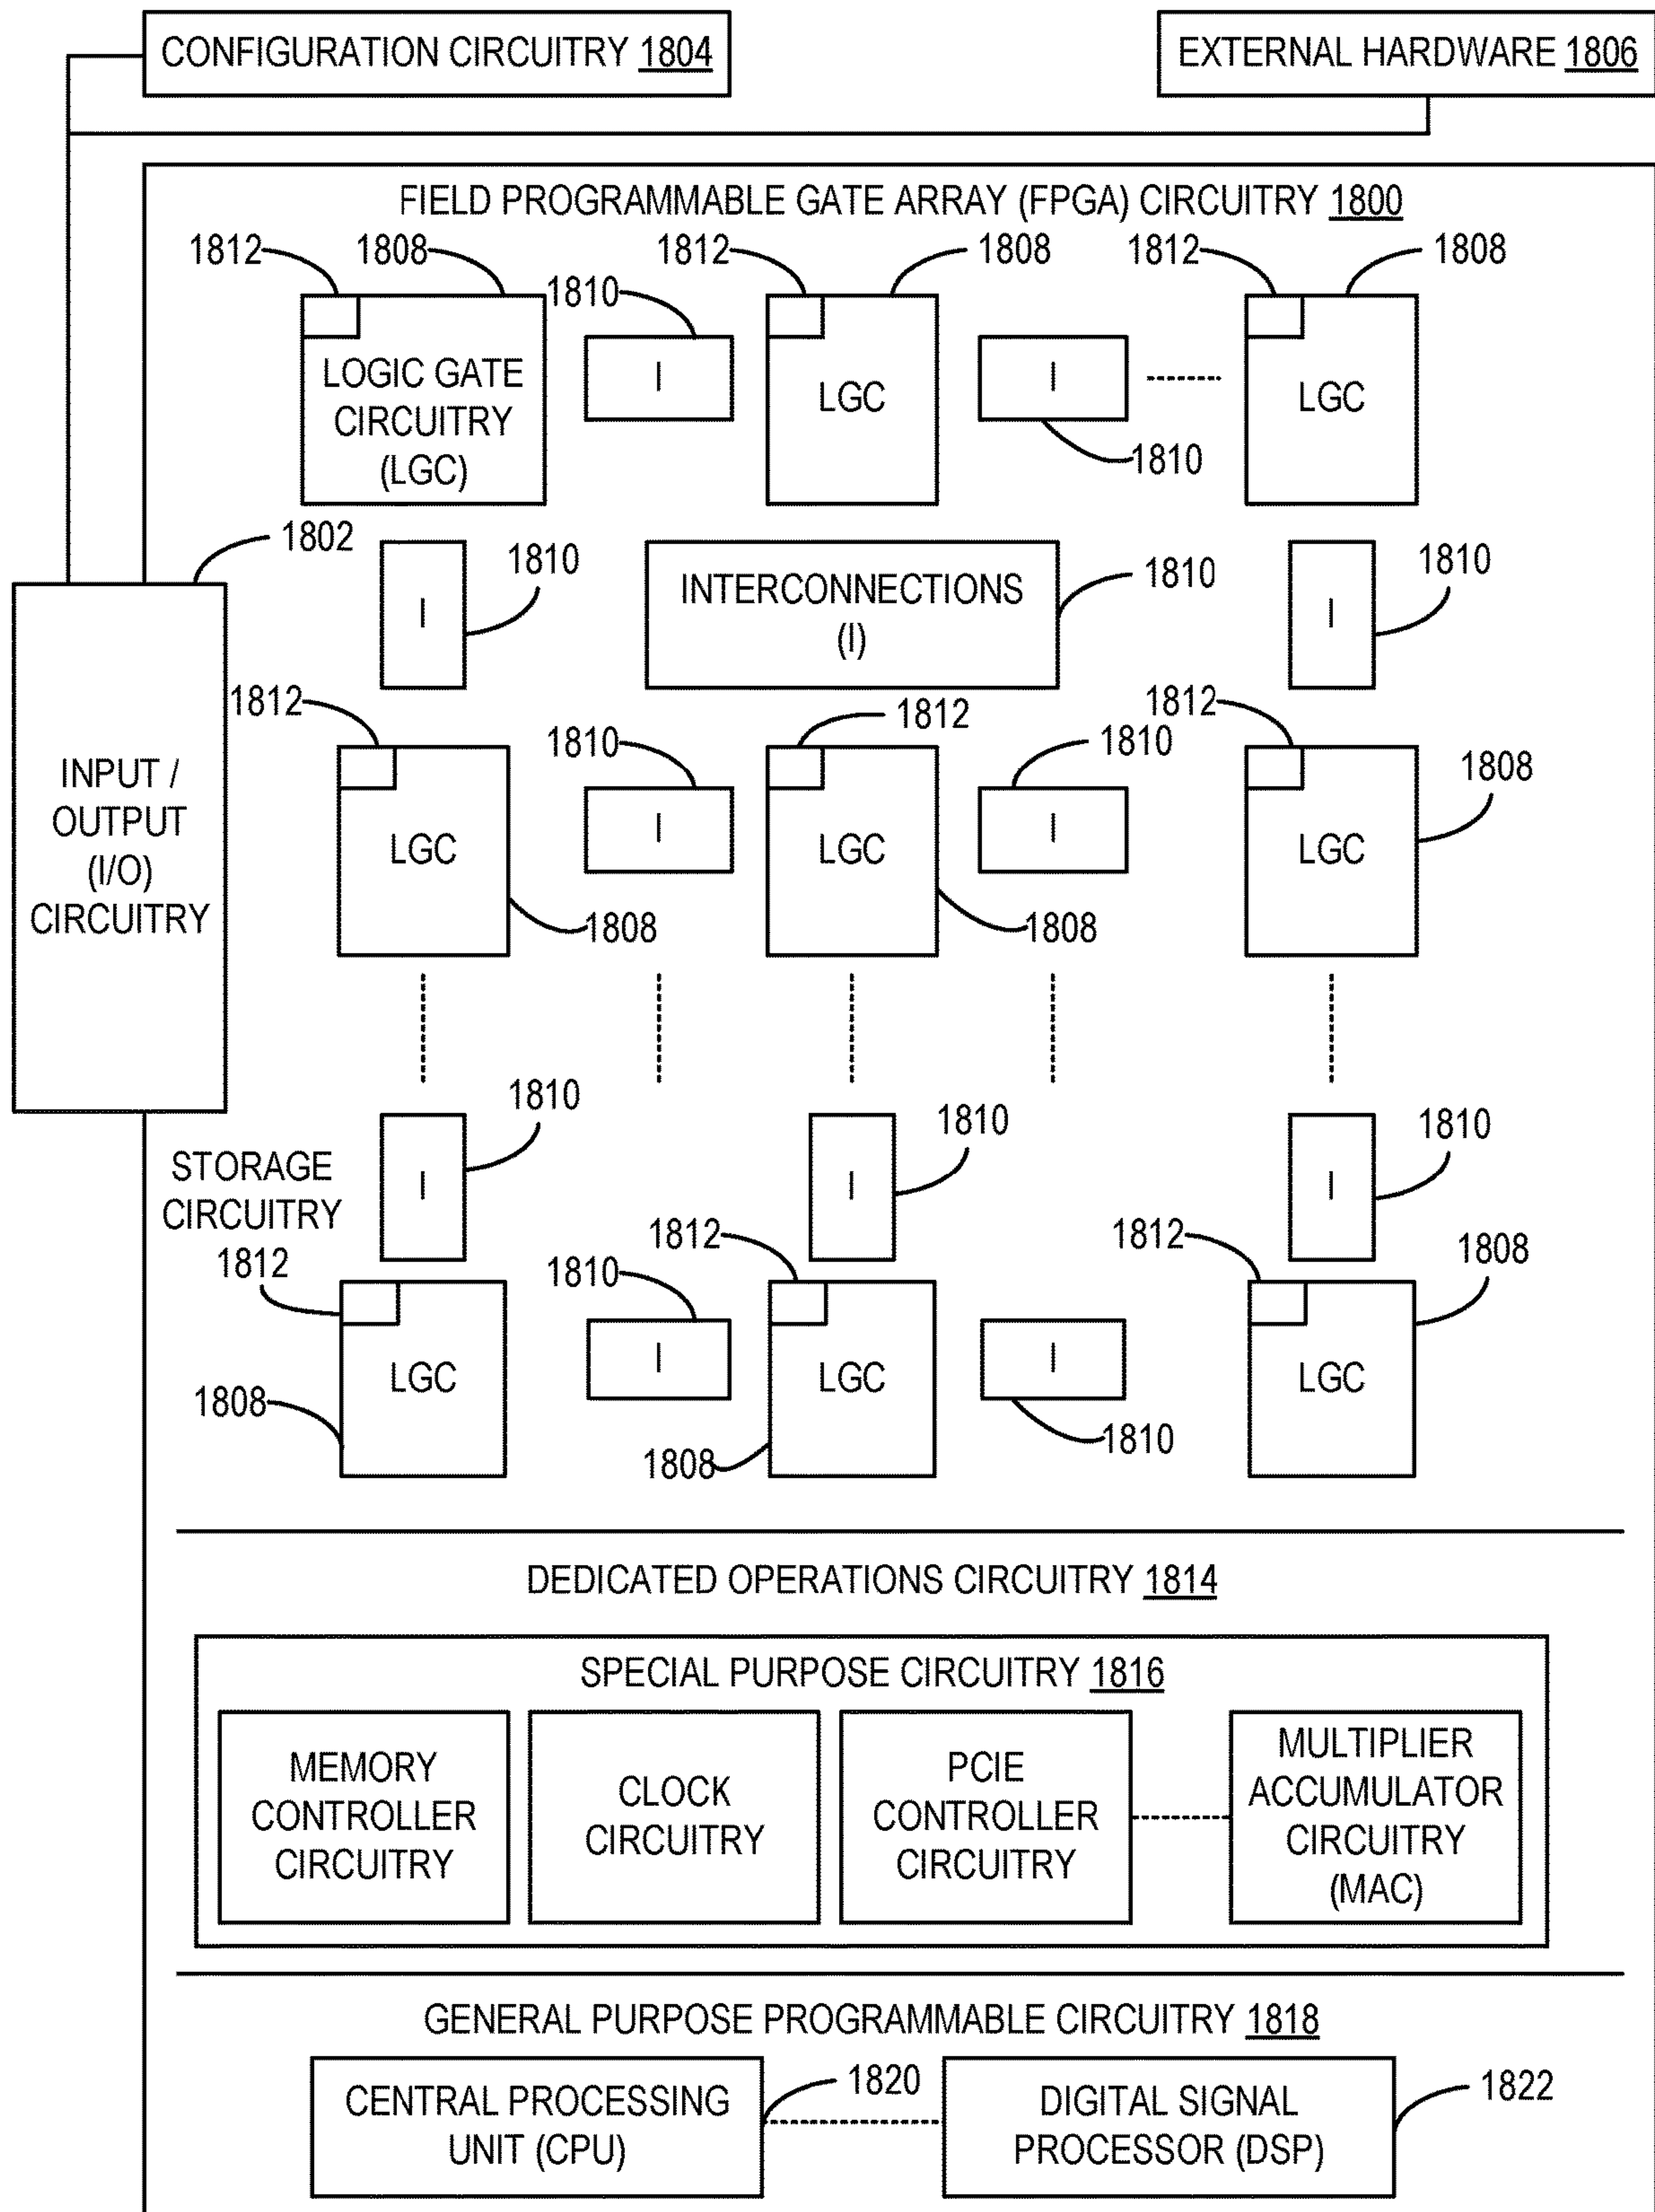 CONFIGURATION CIRCUITRY 1804
EXTERNAL HARDWARE 1806
FIELD PROGRAMMABLE GATE ARRAY (FPGA) CIRCUITRY 1800
1812
1808
1812
1808
1812
1808
1810
LOGIC GATE
CIRCUITRY
(LGC)
I
LGC
I
LGC
1810
1802
1810
I
INTERCONNECTIONS
(I)
1810
I
1810
1812
1812
1812
1810
1810
1808
INPUT /
OUTPUT
(I/O)
CIRCUITRY
LGC
I
LGC
I
LGC
1808
1808
1810
1810
1810
STORAGE
CIRCUITRY
I
I
I
1812
1812
1812
1808
1810
LGC
I
LGC
I
LGC
1808
1808
1810
DEDICATED OPERATIONS CIRCUITRY 1814
SPECIAL PURPOSE CIRCUITRY 1816
MEMORY
CONTROLLER
CIRCUITRY
CLOCK
CIRCUITRY
PCIE
CONTROLLER
CIRCUITRY
MULTIPLIER
ACCUMULATOR
CIRCUITRY
(MAC)
GENERAL PURPOSE PROGRAMMABLE CIRCUITRY 1818
CENTRAL PROCESSING
UNIT (CPU)
1820
DIGITAL SIGNAL
PROCESSOR (DSP)
1822